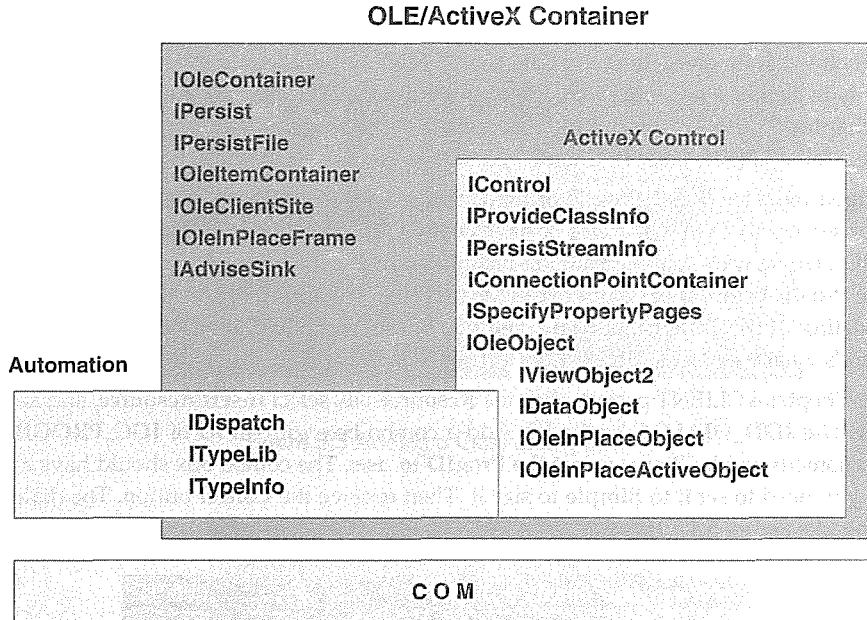 OLE/ActiveX Container
IOleContainer
IPersist
IPersistFile
IOleItemContainer
IOleClientSite
IOleInPlaceFrame
IAdviseSink
ActiveX Control
IControl
IProvideClassInfo
IPersistStreamInfo
IConnectionPointContainer
ISpecifyPropertyPages
IOleObject
IViewObject2
IDataObject
IOleInPlaceObject
IOleInPlaceActiveObject
Automation
IDispatch
ITypeLib
ITypeInfo
COM